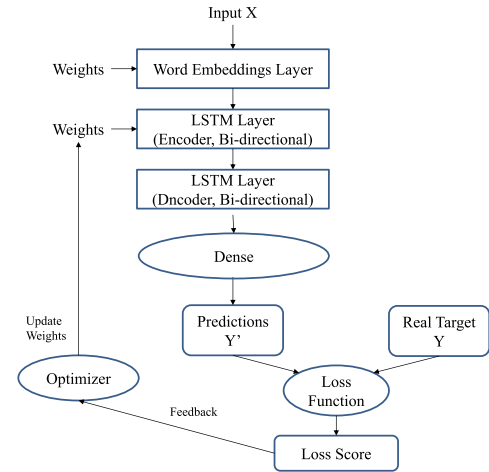 Input X
Weights
Word Embeddings Layer
Weights
LSTM Layer
(Encoder, Bi-directional)
LSTM Layer
(Dncoder, Bi-directional)
Dense
Update
Weights
Predictions
Y’
Real Target
Y
Optimizer
Loss
Function
Feedback
Loss Score